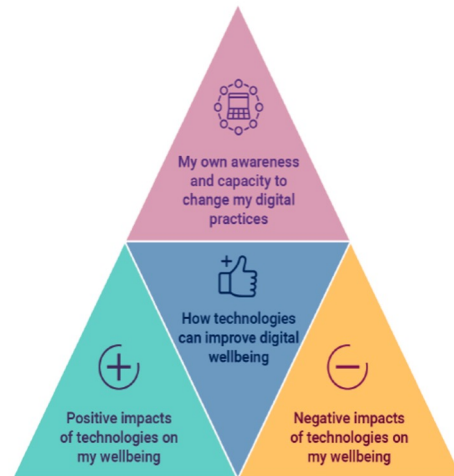 My own awareness
and capacity to
change my digital
practices
How technologies
can improve digital
wellbeing
Positive impacts
of technologies on
my wellbeing
Negative impacts
of technologies on
my wellbeing